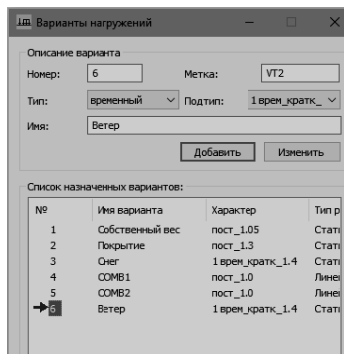 Варианты нагружений
Описание варианта
Номер: 6 Метка: VT2
Тип: временный Подтип: 1 врем_кратк_
Имя: Ветер
Добавить Изменить
Список назначенных вариантов:
№ Имя варианта Характер Тип р
1 Собственный вес пост_1.05 Стати
2 Покрытие пост_1.3 Стати
3 Снег 1 врем_кратк_1.4 Стати
4 COMB1 пост_1.0 Линей
5 COMB2 пост_1.0 Линей
6 Ветер 1 врем_кратк_1.4 Стати